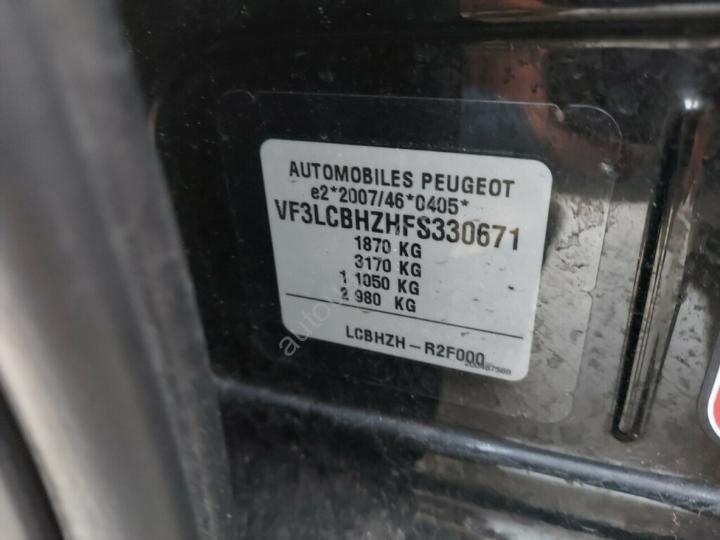 AUTOMOBILES PEUGEOT
e2*2007/46*0405*
VF3LCBHZHFS330671
1870 KG
3170 KG
1 1050 KG
2 980 KG
LCBHZH-R2F000